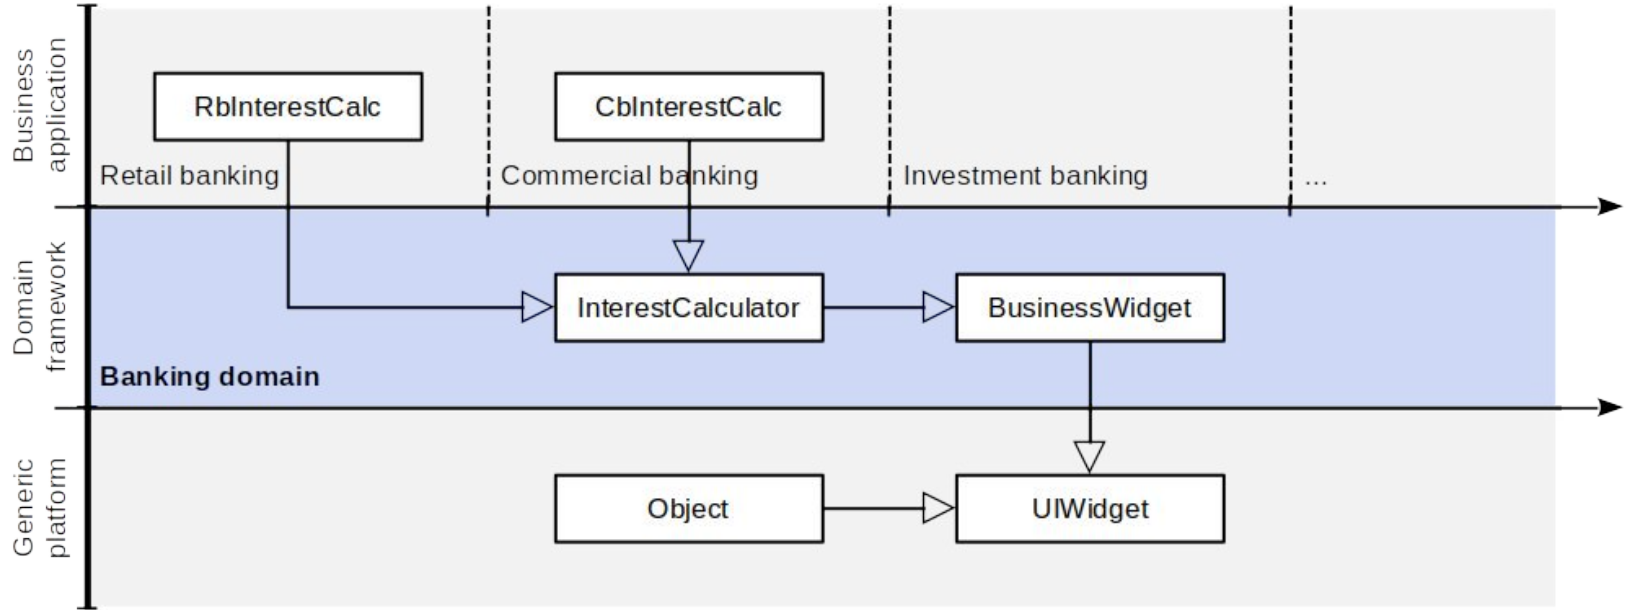 Business
application
RbInterestCalc
CbInterestCalc
Retail banking
Commercial banking
Investment banking
...
Domain
framework
InterestCalculator
BusinessWidget
Banking domain
Generic
platform
Object
UIWidget